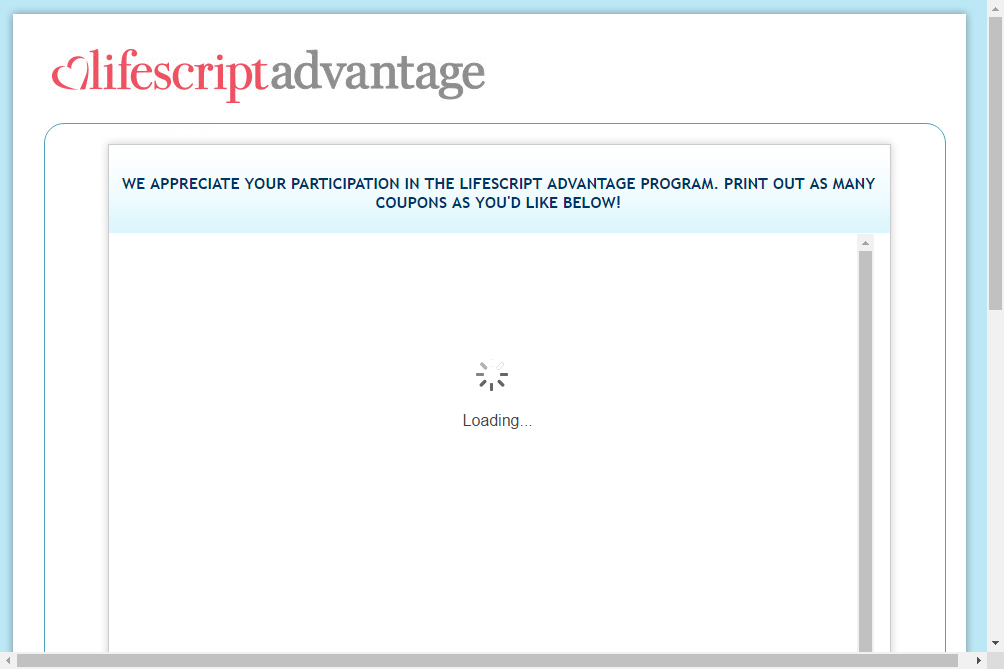 lifescriptadvantage
WE APPRECIATE YOUR PARTICIPATION IN THE LIFESCRIPT ADVANTAGE PROGRAM. PRINT OUT AS MANY
COUPONS AS YOU'D LIKE BELOW!
Loading...